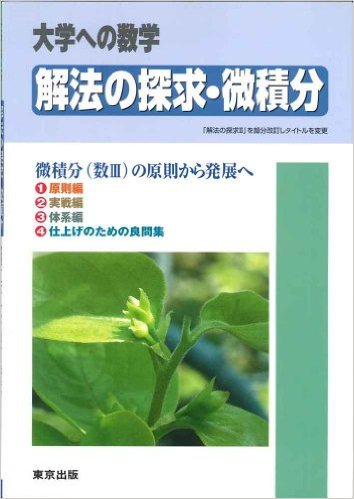 大学への数学
解法の探求・微積分
「解法の探求Ⅱ」を部分改訂しタイトルを変更
微積分(数Ⅲ)の原則から発展へ
❶原則編
❷実戦編
❸体系編
❹仕上げのための良問集
東京出版